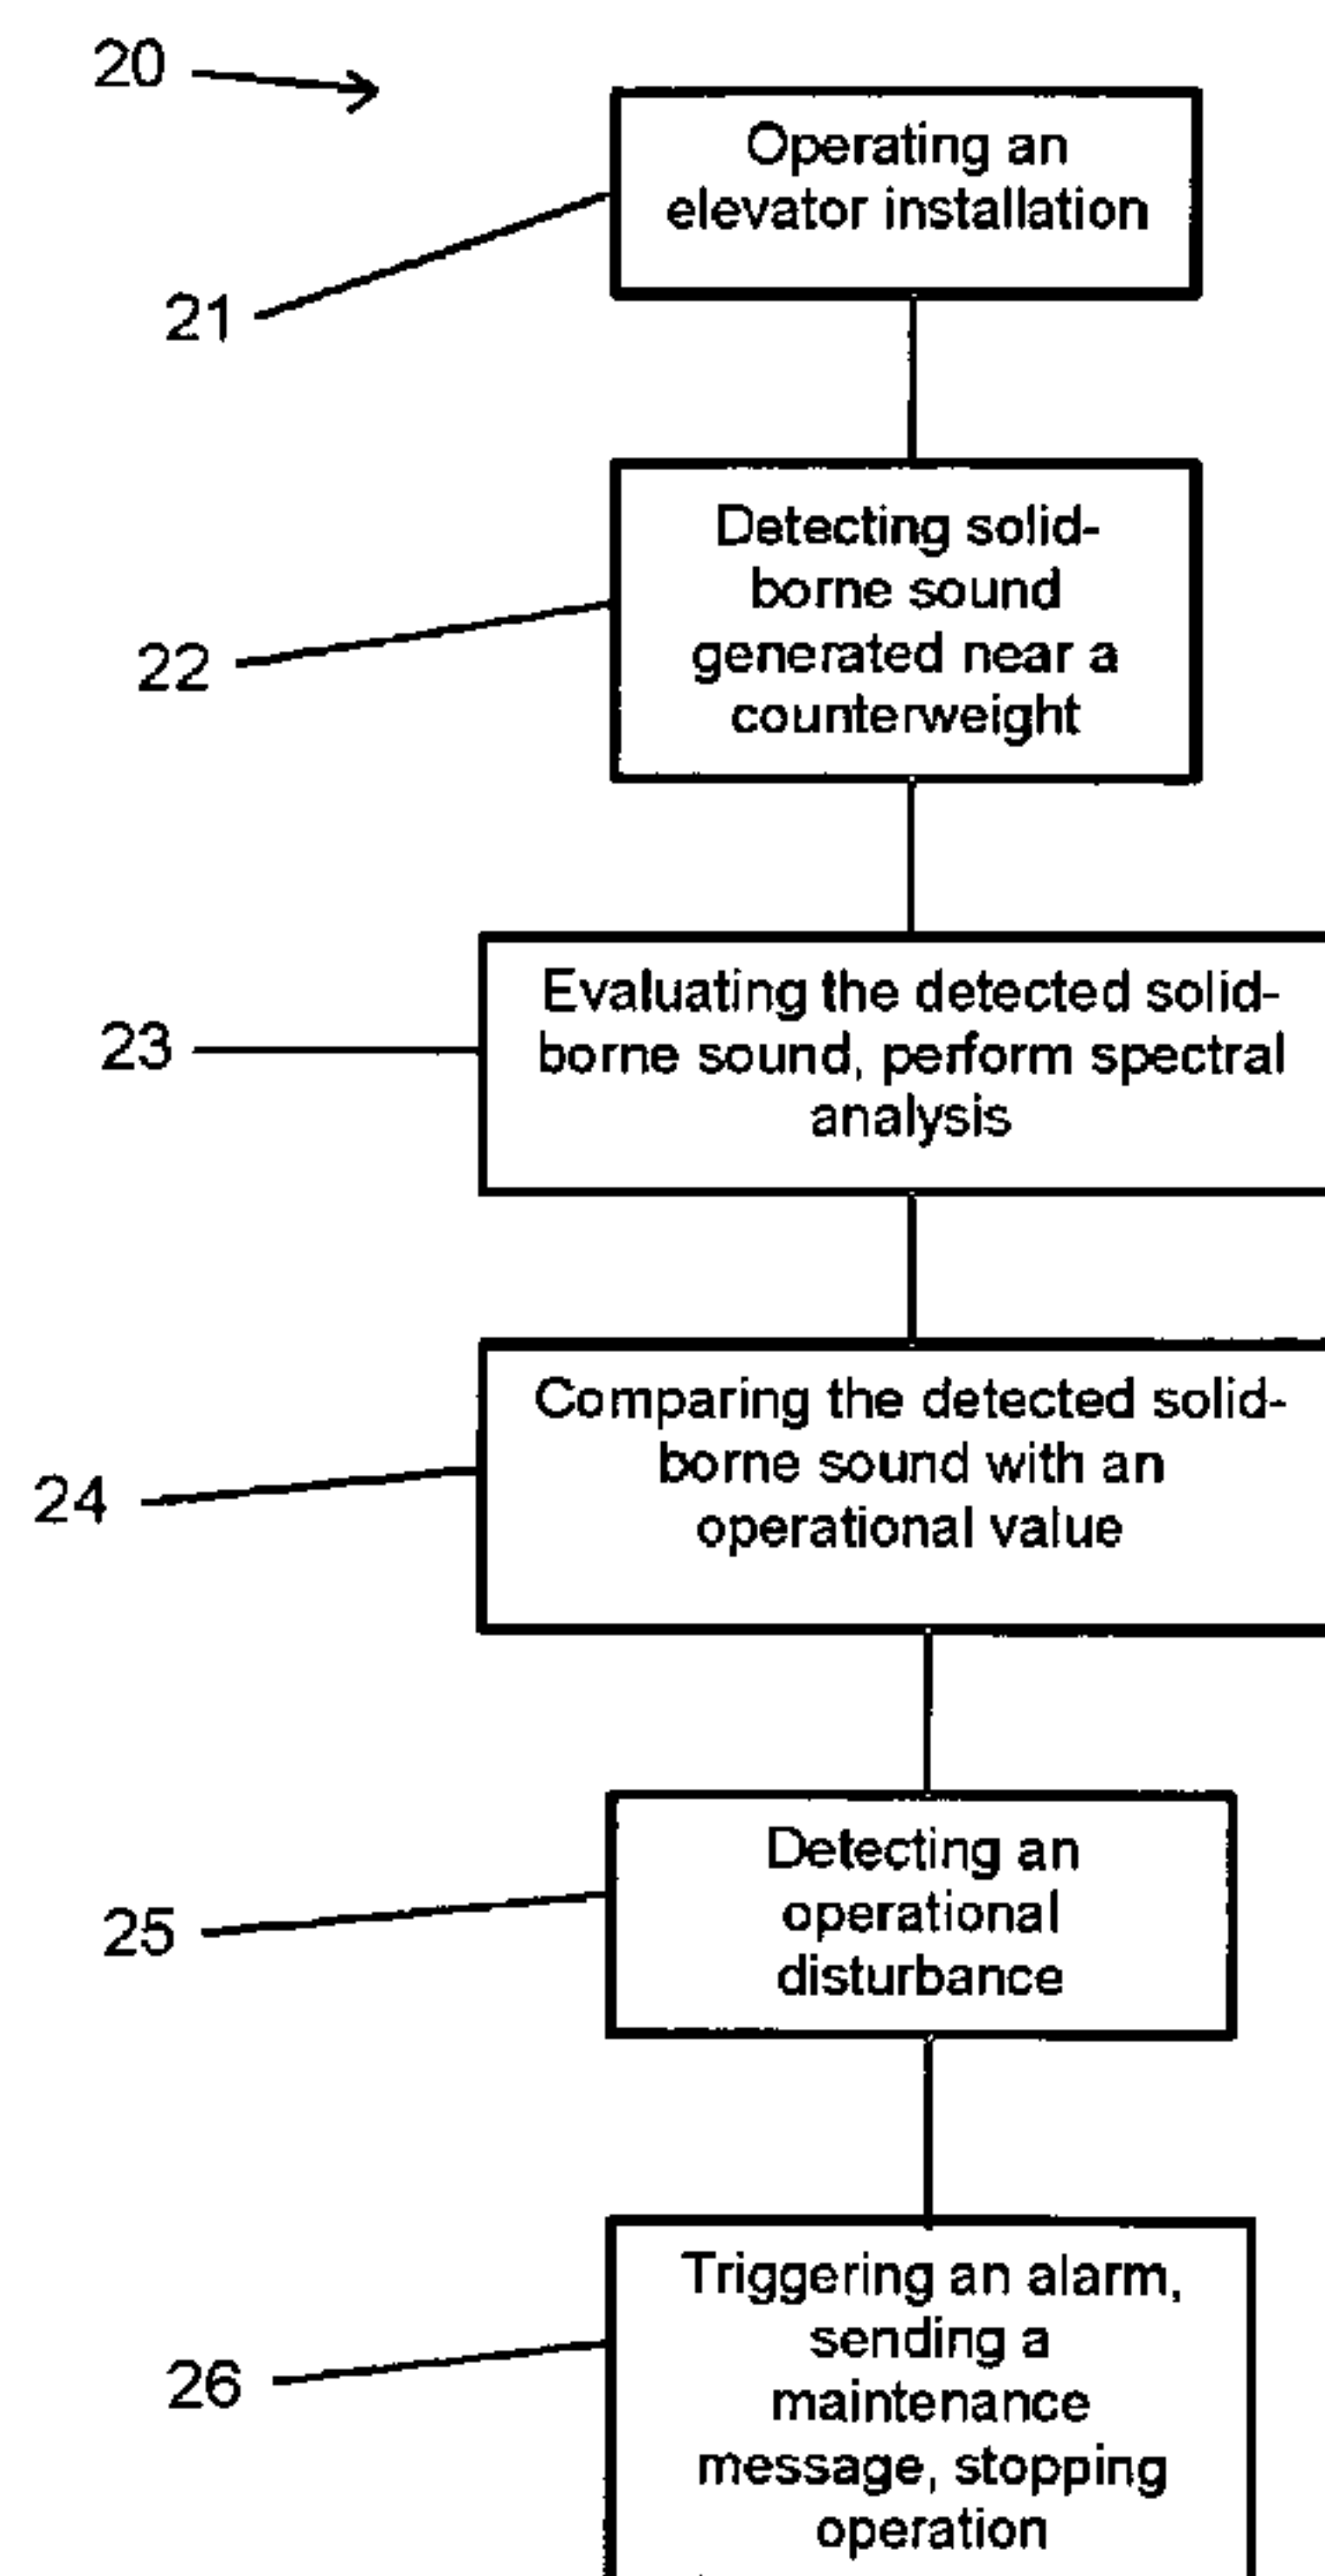 20
Operating an
elevator installation
21
Detecting solid-
borne sound
generated near a
counterweight
22
Evaluating the detected solid-
borne sound, perform spectral
analysis
23
Comparing the detected solid-
borne sound with an
operational value
24
Detecting an
operational
disturbance
25
Triggering an alarm,
sending a
maintenance
message, stopping
operation
26